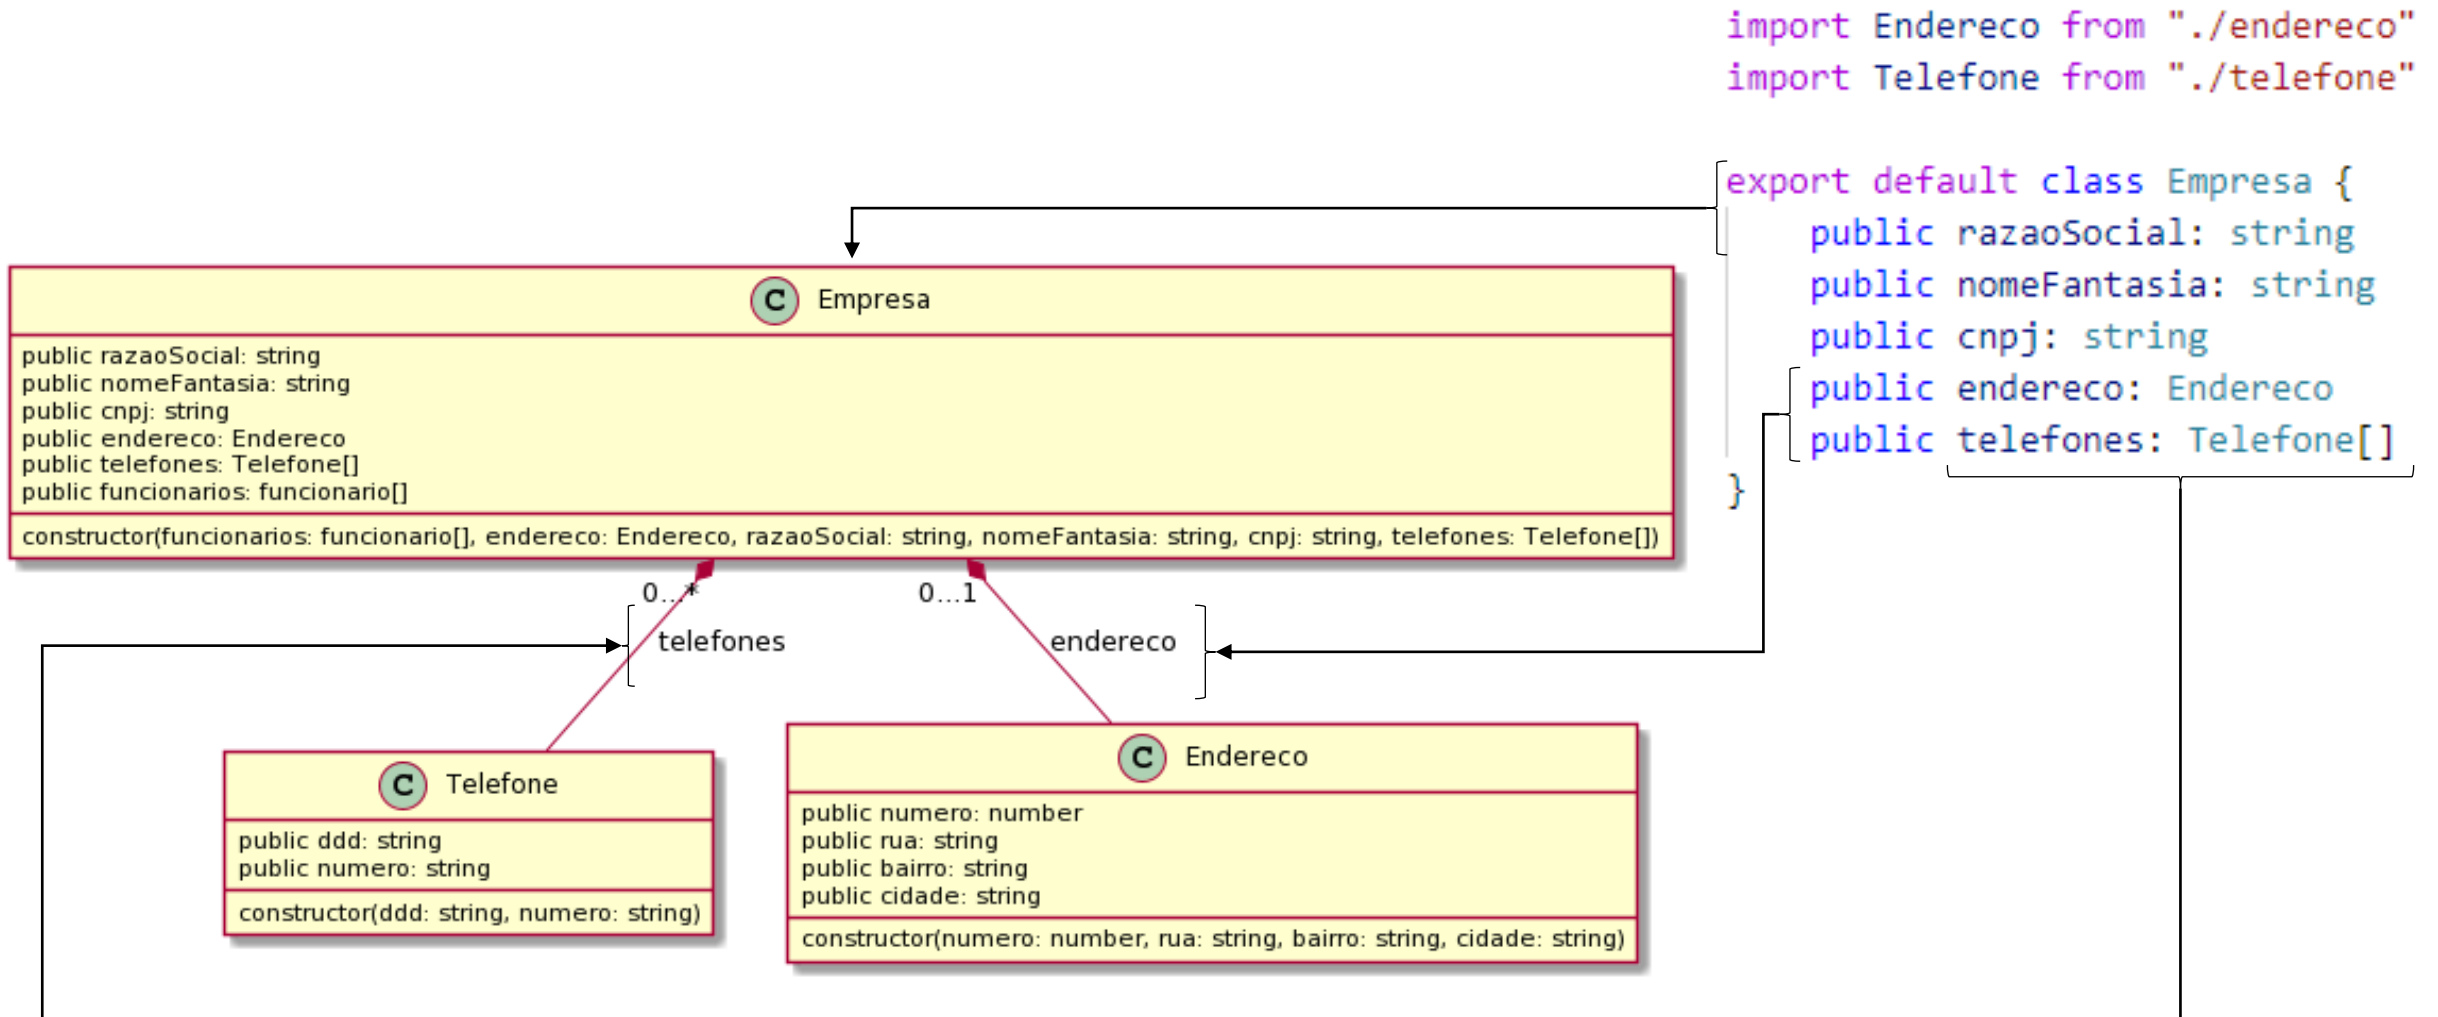 import Endereco from "./endereco"
import Telefone from "./telefone"
export default class Empresa {
public razaoSocial: string
public nomeFantasia: string
public cnpj: string
public endereco: Endereco
public telefones: Telefone[]
}
C Empresa
public razaoSocial: string
public nomeFantasia: string
public cnpj: string
public endereco: Endereco
public telefones: Telefone[]
public funcionarios: funcionario[]
constructor(funcionarios: funcionario[], endereco: Endereco, razaoSocial: string, nomeFantasia: string, cnpj: string, telefones: Telefone[])
0...*
0...1
telefones
endereco
C Telefone
public ddd: string
public numero: string
constructor(ddd: string, numero: string)
C Endereco
public numero: number
public rua: string
public bairro: string
public cidade: string
constructor(numero: number, rua: string, bairro: string, cidade: string)